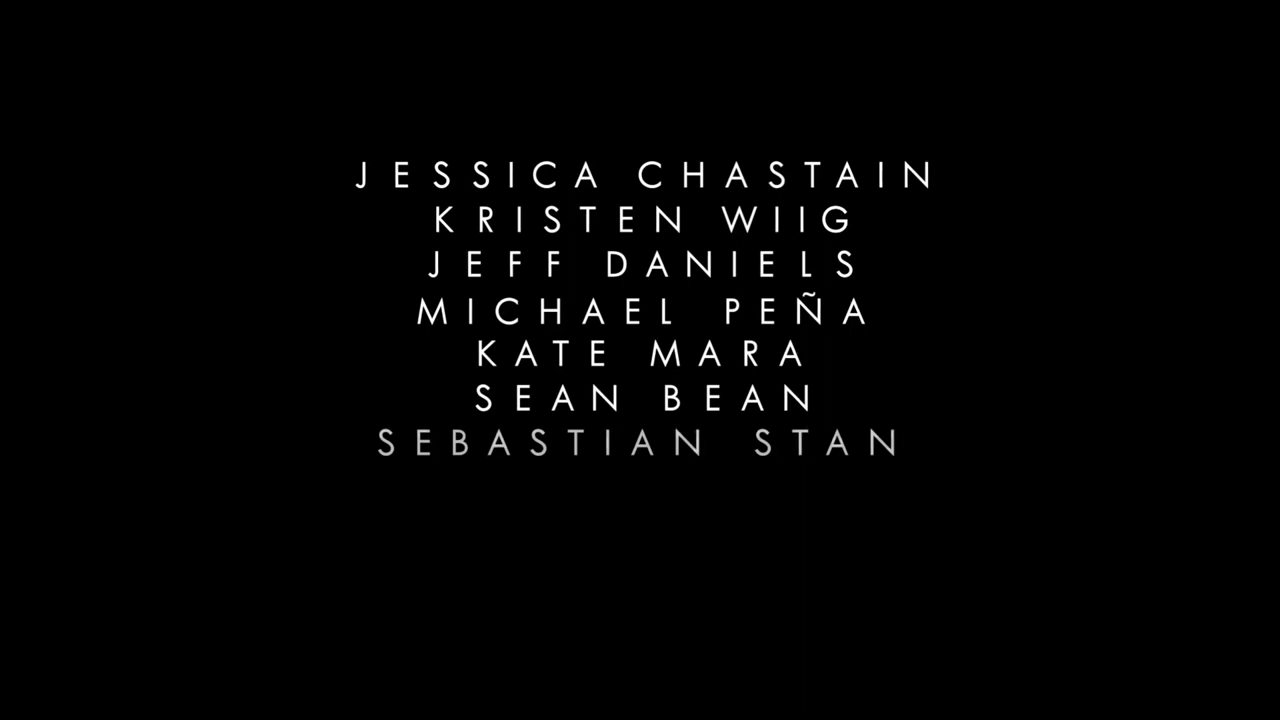 JESSICA CHASTAIN
KRISTEN WIIG
JEFF DANIELS
MICHAEL PEÑA
KATE MARA
SEAN BEAN
SEBASTIAN STAN